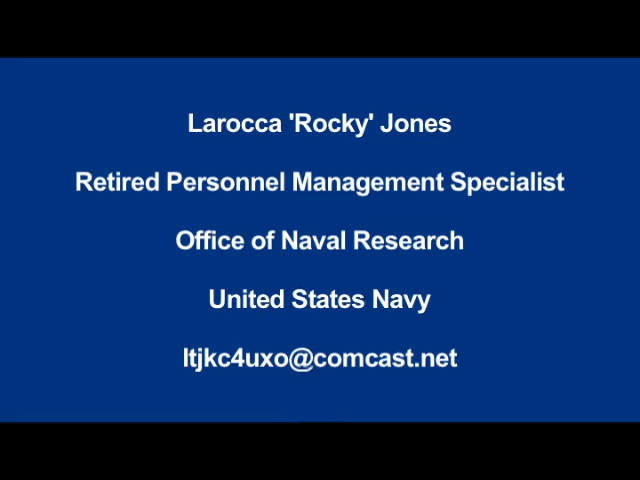 Larocca 'Rocky' Jones
Retired Personnel Management Specialist
Office of Naval Research
United States Navy
ltjkc4uxo@comcast.net